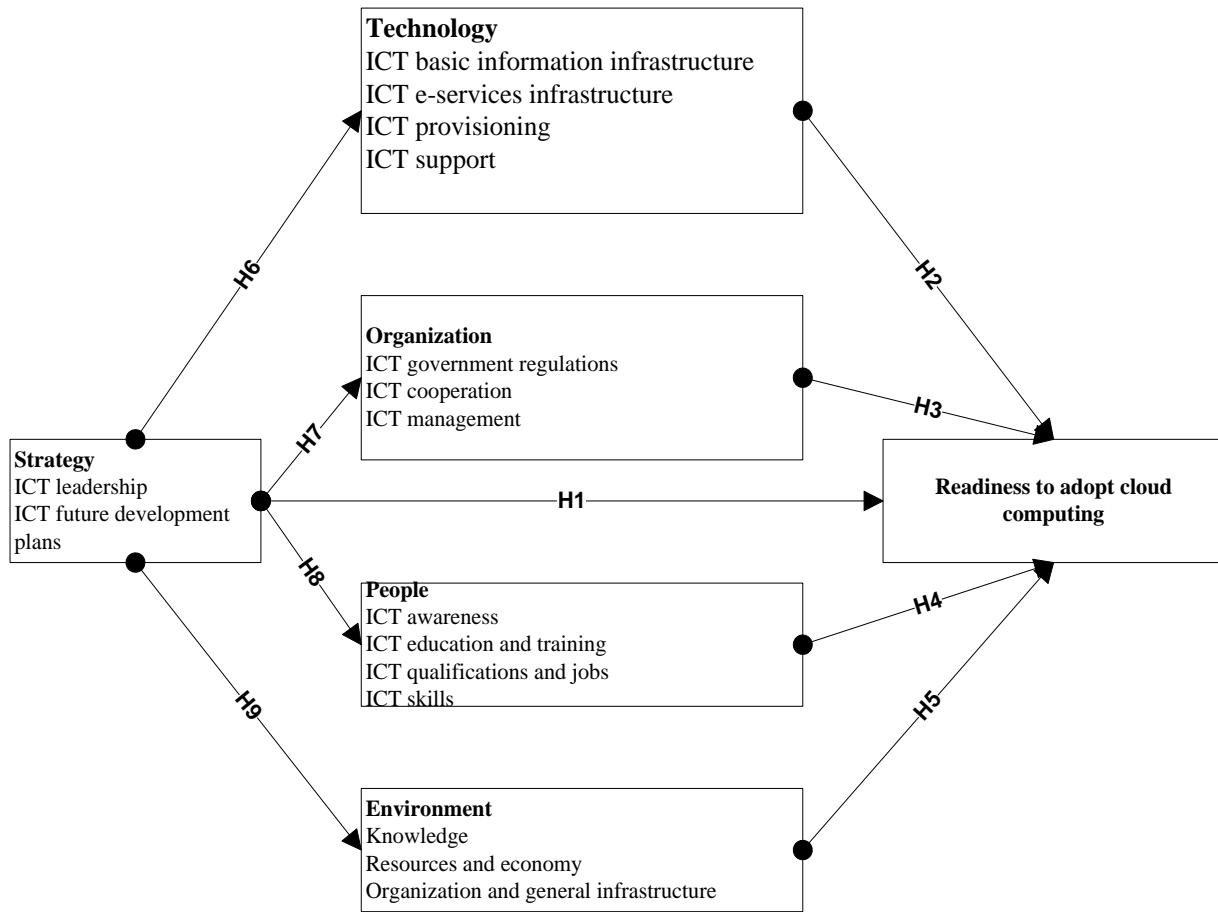 Technology
ICT basic information infrastructure
ICT e-services infrastructure
ICT provisioning
ICT support
H6
H2
Organization
ICT government regulations
ICT cooperation
ICT management
H7
H3
Strategy
ICT leadership
ICT future development
plans
H1
Readiness to adopt cloud
computing
H8
People
ICT awareness
ICT education and training
ICT qualifications and jobs
ICT skills
H4
H9
H5
Environment
Knowledge
Resources and economy
Organization and general infrastructure